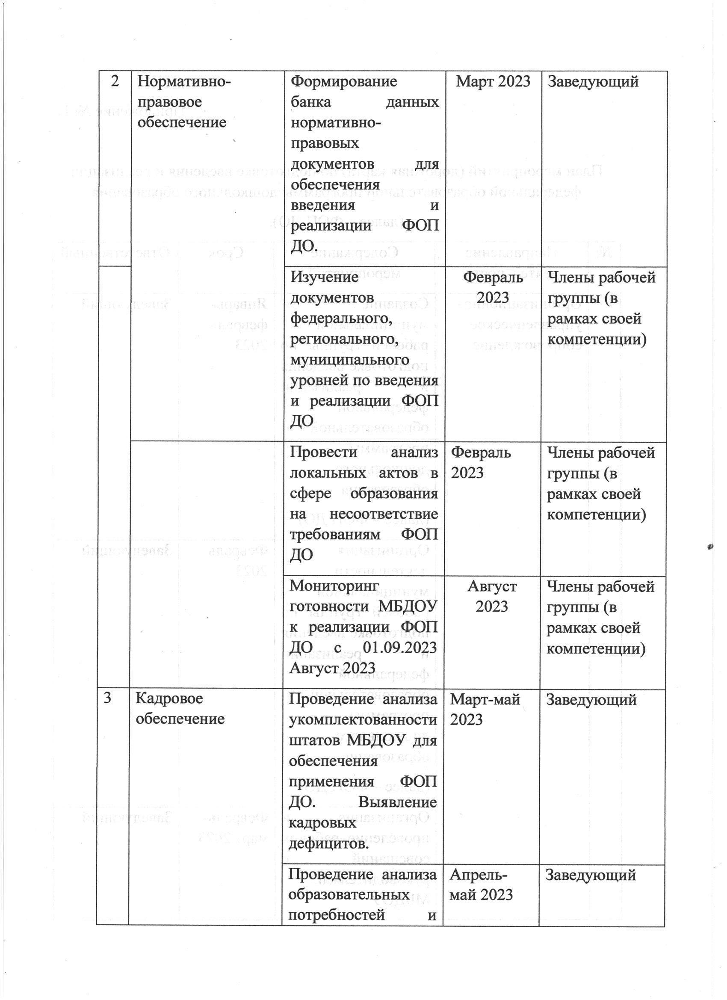 2
Нормативно-
правовое
обеспечение
Формирование
банка данных
нормативно-
правовых
документов для
обеспечения
введения и
реализации ФОП
ДО.
Март 2023
Заведующий
Изучение
документов
федерального,
регионального,
муниципального
уровней по введения
и реализации ФОП
ДО
Февраль
2023
Члены рабочей
группы (в
рамках своей
компетенции)
Провести анализ
локальных актов в
сфере образования
на несоответствие
требованиям ФОП
ДО
Февраль
2023
Члены рабочей
группы (в
рамках своей
компетенции)
Мониторинг
готовности МБДОУ
к реализации ФОП
ДО с 01.09.2023
Август 2023
Август
2023
Члены рабочей
группы (в
рамках своей
компетенции)
3
Кадровое
обеспечение
Проведение анализа
укомплектованности
штатов МБДОУ для
обеспечения
применения ФОП
ДО. Выявление
кадровых
дефицитов.
Март-май
2023
Заведующий
Проведение анализа
образовательных
потребностей и
Апрель-
май 2023
Заведующий